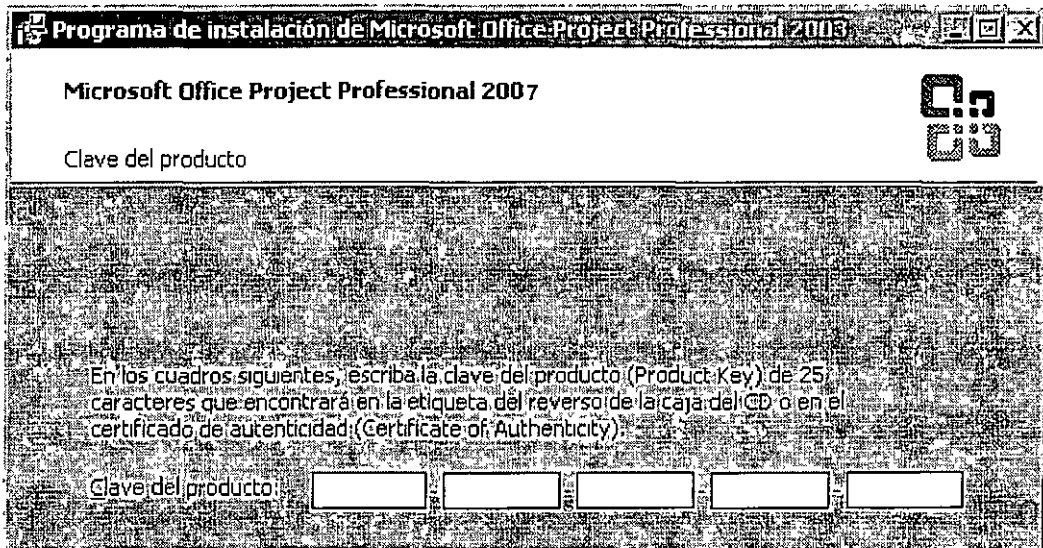 Programa de instalación de Microsoft Office Project Professional 2003
Microsoft Office Project Professional 2007
Clave del producto
En los cuadros siguientes, escriba la clave del producto (Product Key) de 25
caracteres que encontrará en la etiqueta del reverso de la caja del CD o en el
certificado de autenticidad (Certificate of Authenticity).
Clave del producto: